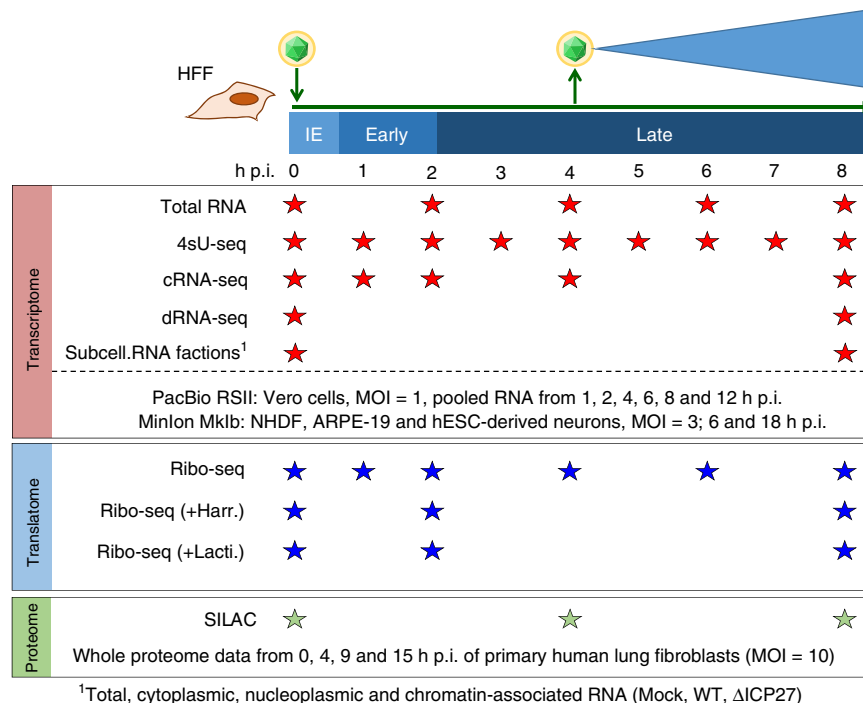 HFF
IE Early Late
h p.i. 0 1 2 3 4 5 6 7 8
Transcriptome
Total RNA
4sU-seq
cRNA-seq
dRNA-seq
Subcell.RNA factions¹
PacBio RSII: Vero cells, MOI = 1, pooled RNA from 1, 2, 4, 6, 8 and 12 h p.i.
MinIon MkIb: NHDF, ARPE-19 and hESC-derived neurons, MOI = 3; 6 and 18 h p.i.
Translatome
Ribo-seq
Ribo-seq (+Harr.)
Ribo-seq (+Lacti.)
Proteome
SILAC
Whole proteome data from 0, 4, 9 and 15 h p.i. of primary human lung fibroblasts (MOI = 10)
¹Total, cytoplasmic, nucleoplasmic and chromatin-associated RNA (Mock, WT, ΔICP27)